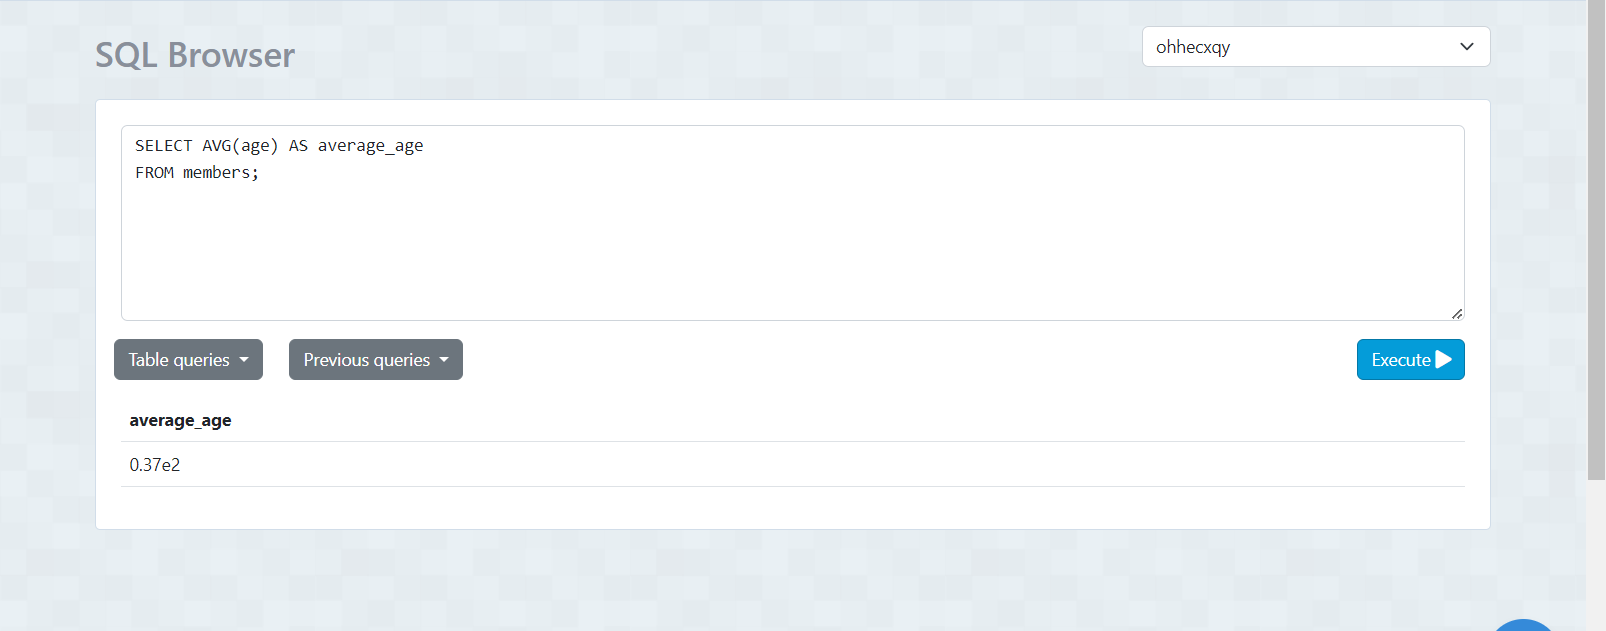 SQL Browser
ohhecxqy
SELECT AVG(age) AS average_age
FROM members;
Table queries
Previous queries
Execute
average_age
0.37e2